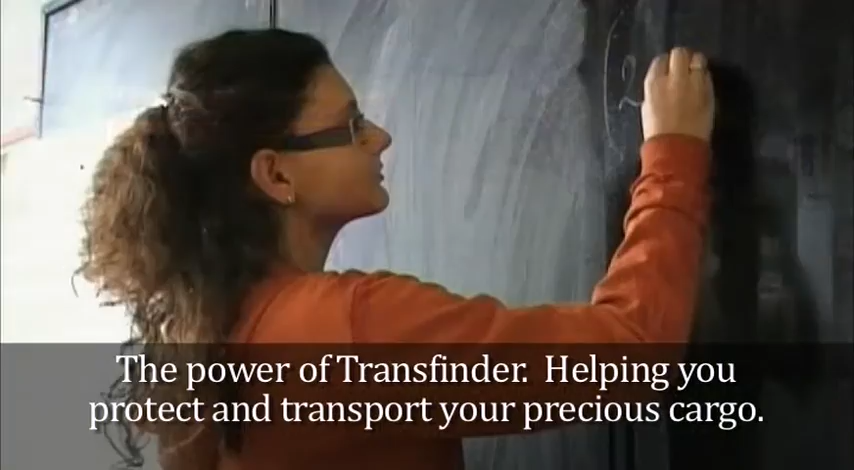 The power of Transfinder.  Helping you
protect and transport your precious cargo.